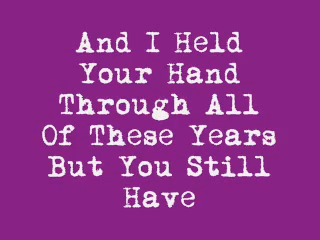 And I Held
Your Hand
Through All
Of These Years
But You Still
Have